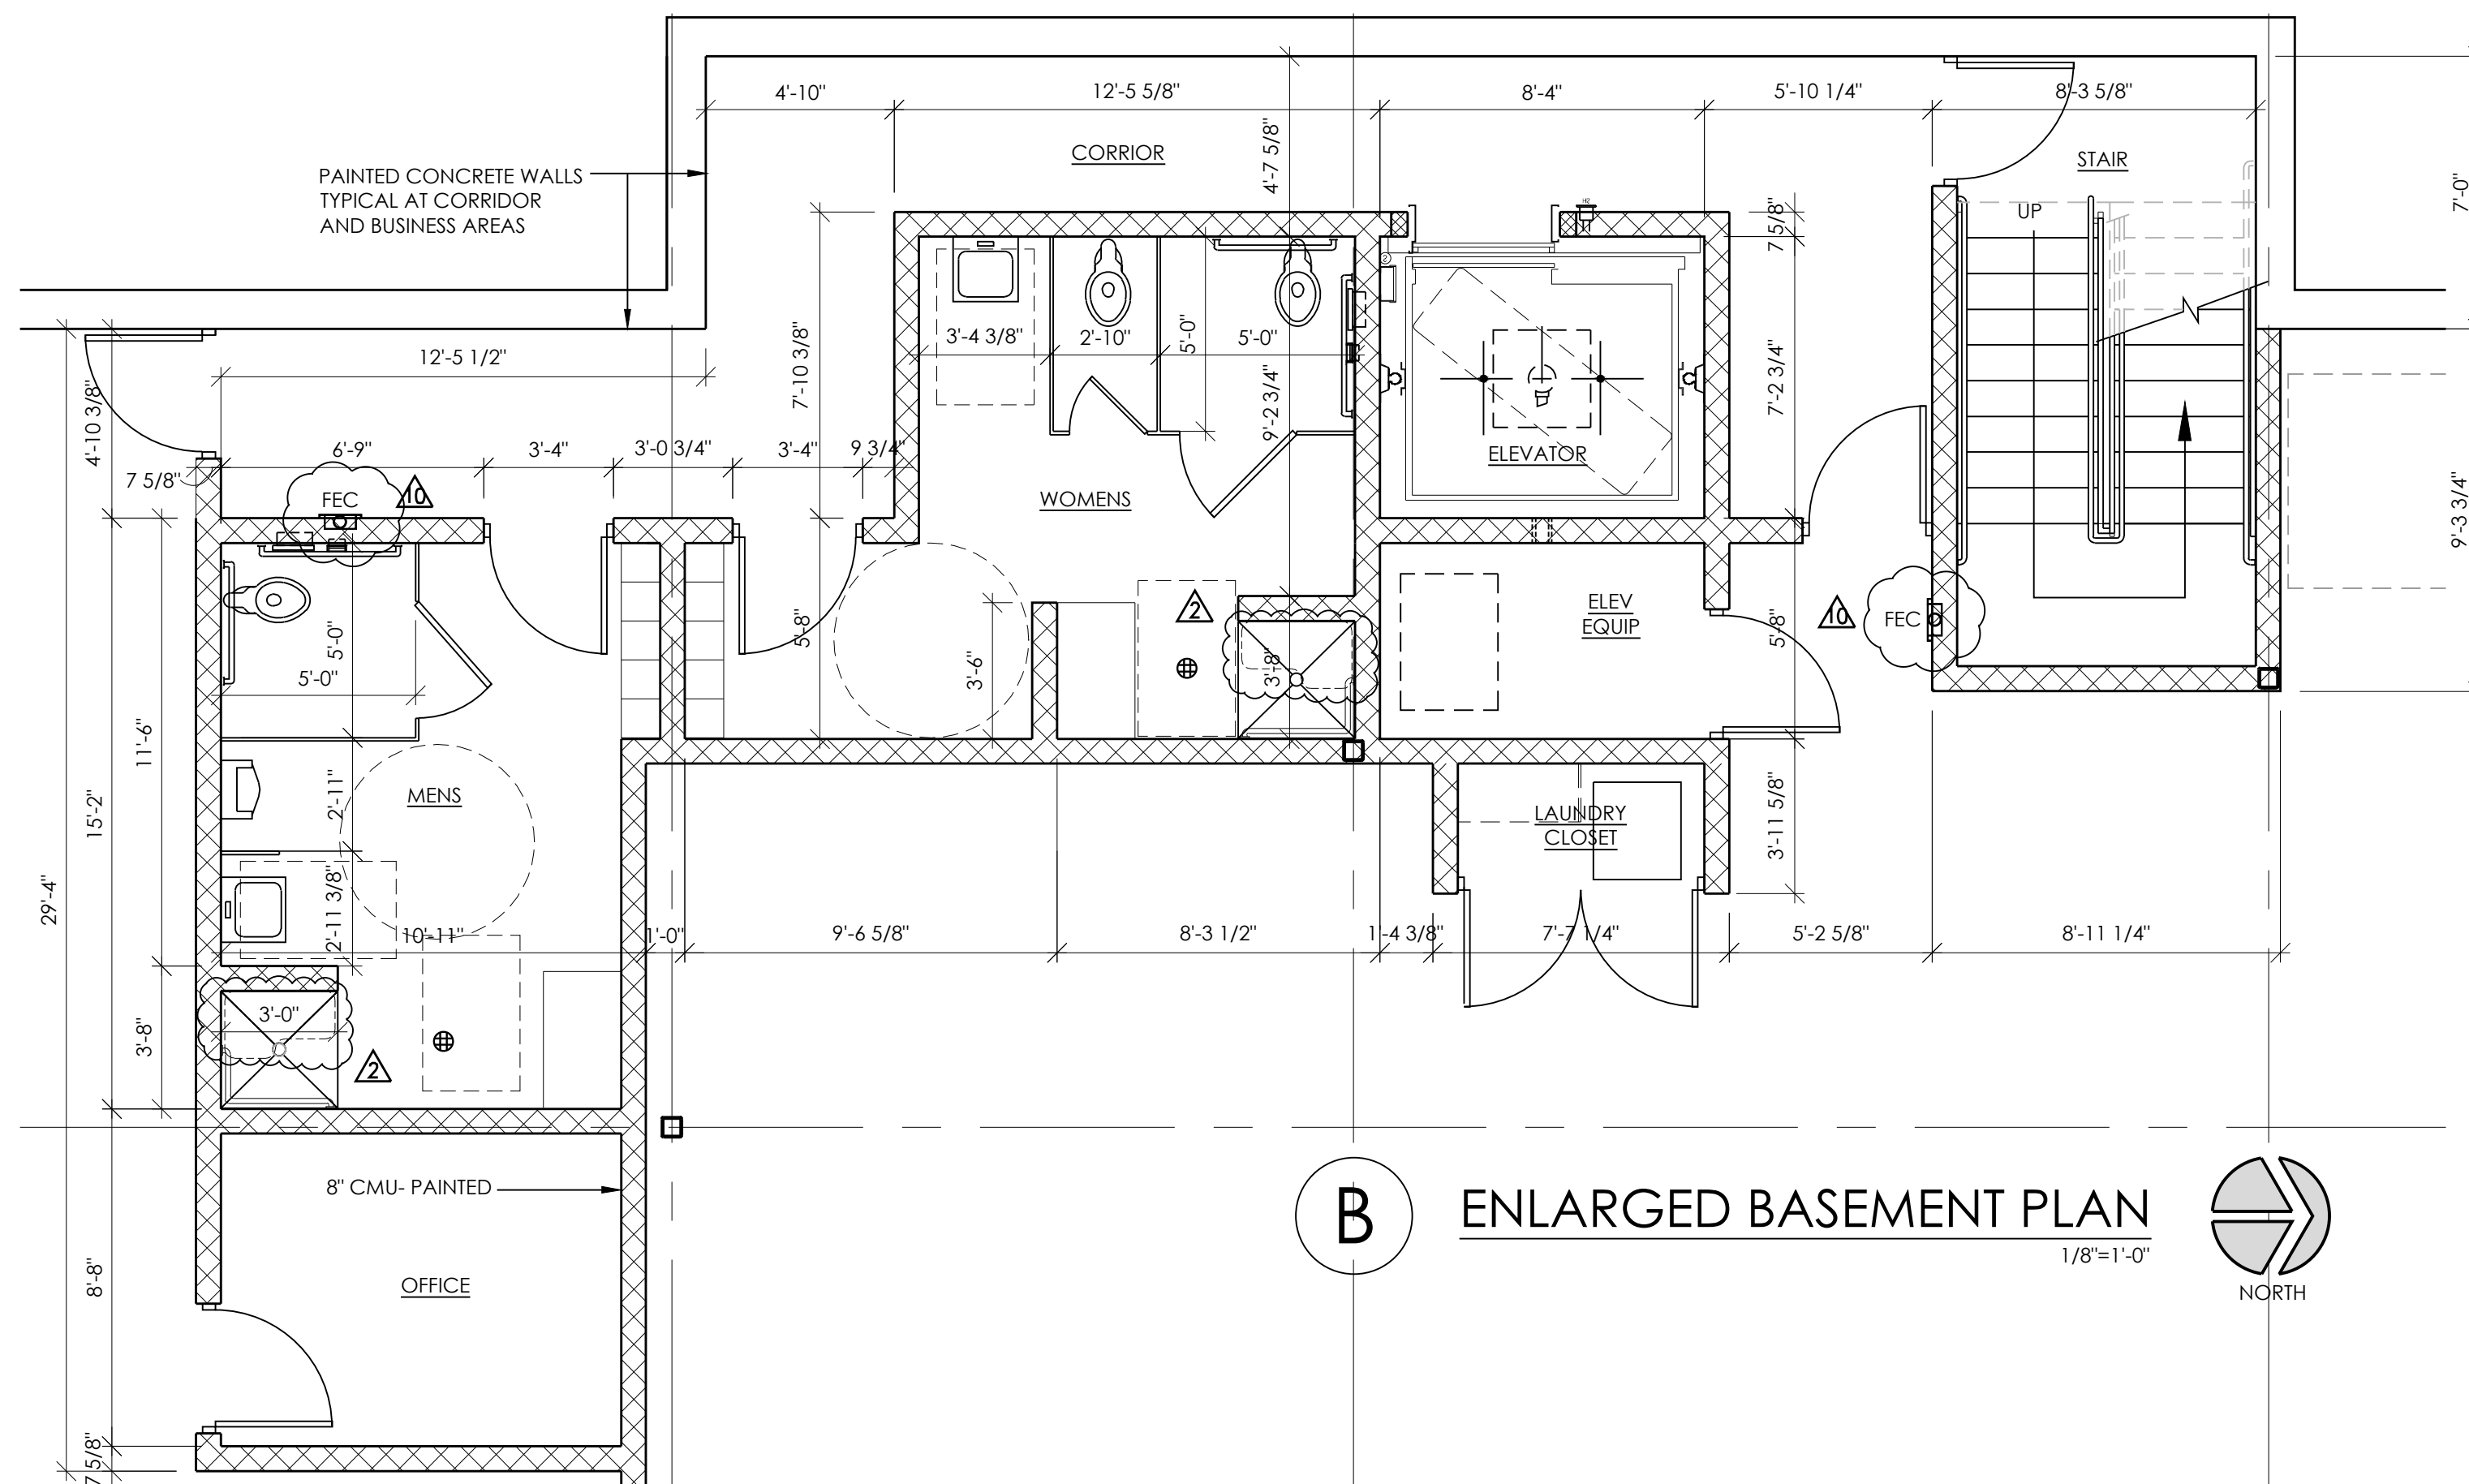 4'-10"
12'-5 5/8"
8'-4"
5'-10 1/4"
8'-3 5/8"
CORRIOR
4'-7 5/8"
STAIR
PAINTED CONCRETE WALLS
TYPICAL AT CORRIDOR
AND BUSINESS AREAS
7'-0"
UP
7 5/8"
3'-4 3/8"
2'-10"
5'-0"
5'-0"
12'-5 1/2"
7'-10 3/8"
9'-2 3/4"
7'-2 3/4"
4'-10 3/8"
6'-9"
3'-4"
3'-0 3/4"
3'-4"
9 3/4"
ELEVATOR
7 5/8"
FEC
10
WOMENS
9'-3 3/4"
2
ELEV
EQUIP
10
FEC
5'-0"
5'-0"
5'-8"
3'-6"
3'-8"
5'-8"
11'-6"
2'-11"
MENS
15'-2"
LAUNDRY
CLOSET
3'-11 5/8"
29'-4"
2'-11 3/8"
10'-11"
1'-0"
9'-6 5/8"
8'-3 1/2"
1'-4 3/8"
7'-7 1/4"
5'-2 5/8"
8'-11 1/4"
3'-0"
3'-8"
2
8" CMU- PAINTED
B
ENLARGED BASEMENT PLAN
1/8"=1'-0"
NORTH
8'-8"
OFFICE
7 5/8"